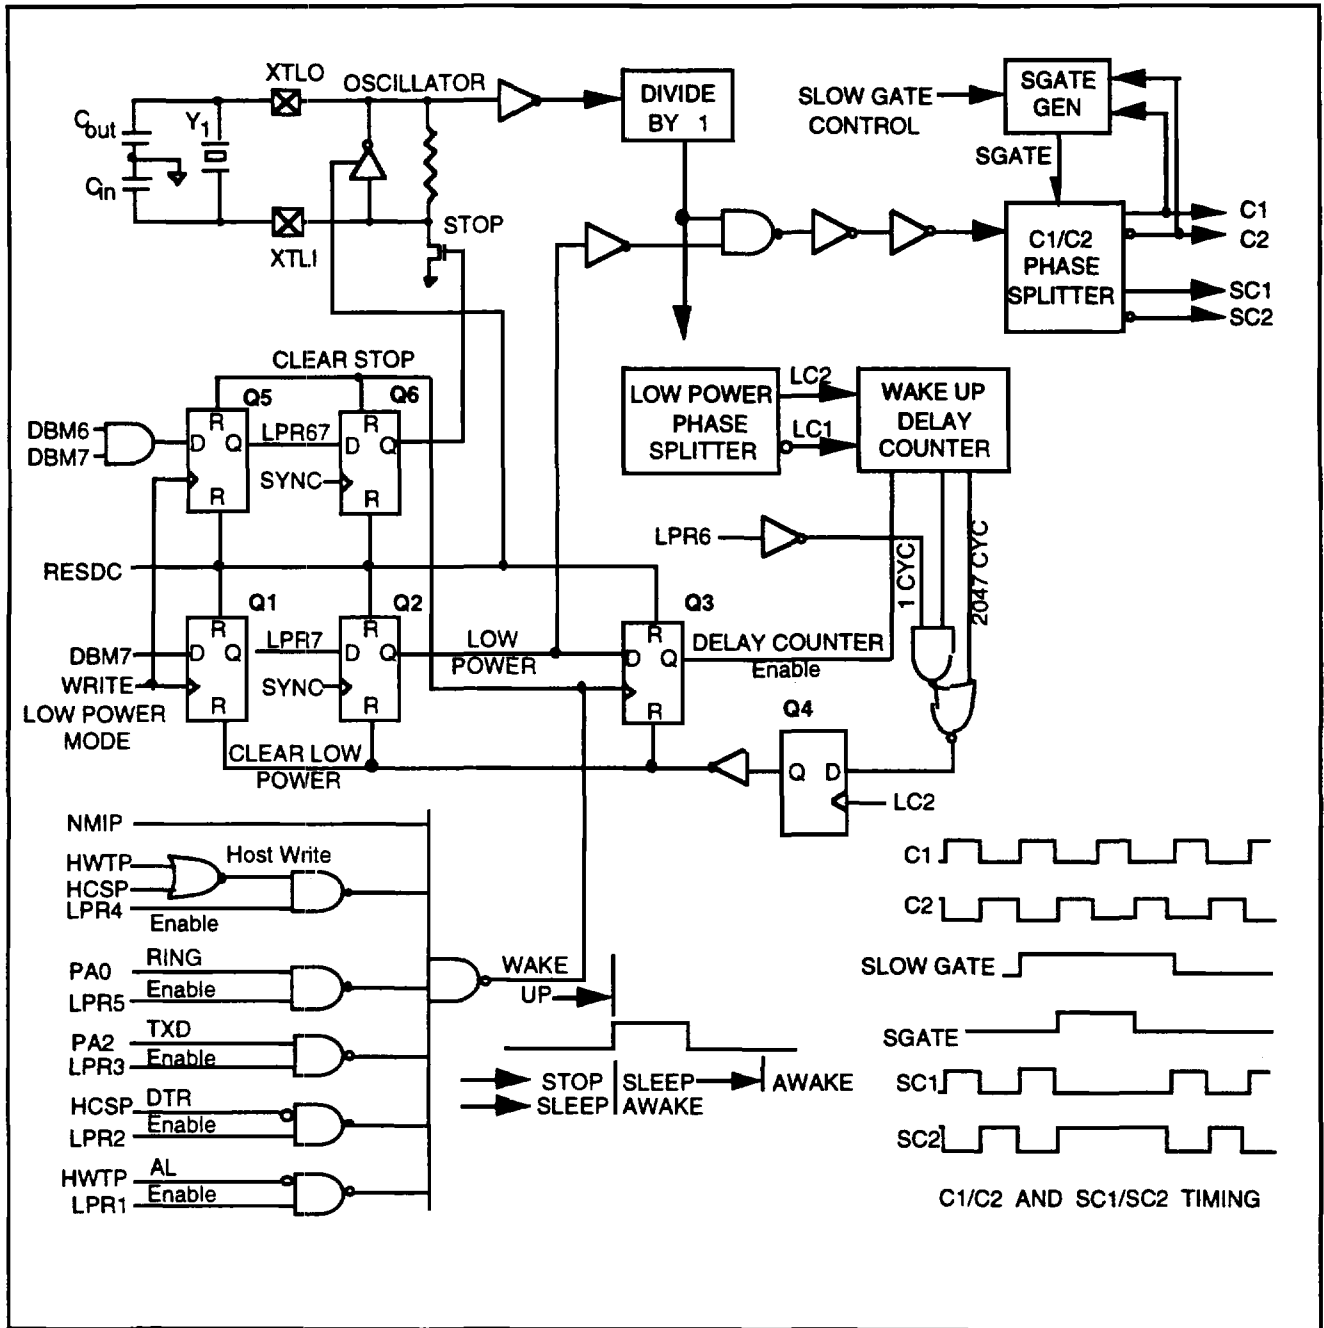 XTLO
OSCILLATOR
Cout
Y1
Cin
XTLI
STOP
DIVIDE
BY 1
SLOW GATE
CONTROL
SGATE
GEN
SGATE
C1/C2
PHASE
SPLITTER
C1
C2
SC1
SC2
CLEAR STOP
Q5
Q6
R
R
DBM6
DBM7
D
Q
LPR67
D
Q
SYNC
R
R
LOW POWER
PHASE
SPLITTER
LC2
LC1
WAKE UP
DELAY
COUNTER
LPR6
1 CYC
2047 CYC
RESDC
Q1
Q2
Q3
R
R
R
DBM7
D
Q
LPR7
D
Q
LOW
POWER
D
Q
DELAY COUNTER
Enable
WRITE
SYNC
LOW POWER
MODE
R
R
R
CLEAR LOW
POWER
Q4
Q
D
LC2
NMIP
HWTP
HCSP
Host Write
LPR4
Enable
PA0
RING
LPR5
Enable
PA2
TXD
LPR3
Enable
HCSP
DTR
LPR2
Enable
HWTP
AL
LPR1
Enable
WAKE
UP
STOP
SLEEP
AWAKE
SLEEP
AWAKE
C1
C2
SLOW GATE
SGATE
SC1
SC2
C1/C2 AND SC1/SC2 TIMING